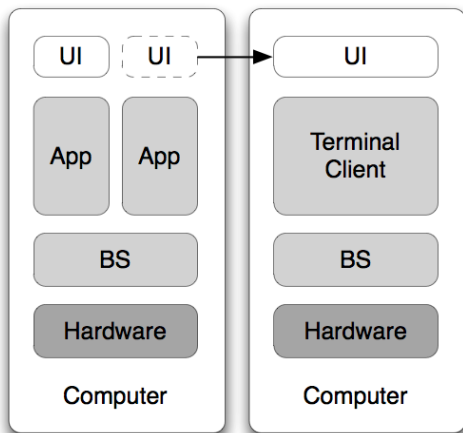 UI UI
App App
BS
Hardware
Computer
UI
Terminal
Client
BS
Hardware
Computer